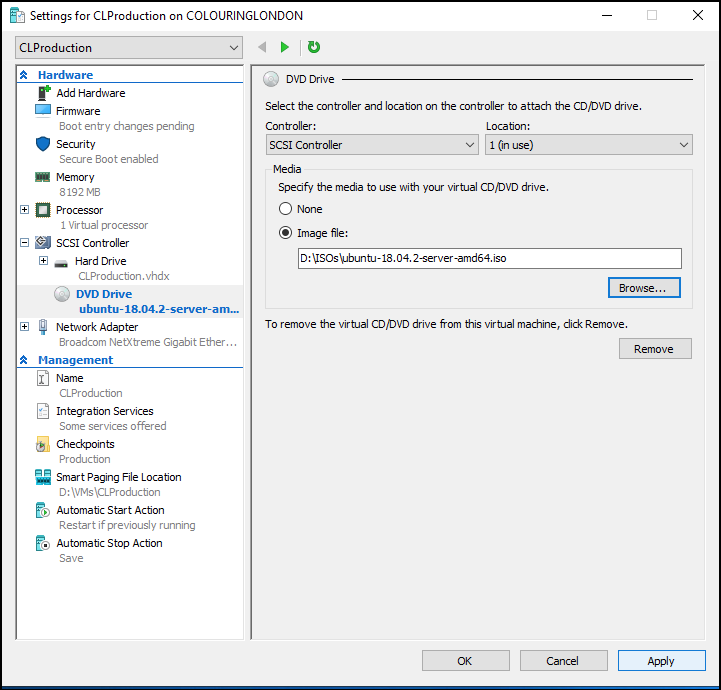 Settings for CLProduction on COLOURINGLONDON
CLProduction
Hardware
Add Hardware
Firmware
Boot entry changes pending
Security
Secure Boot enabled
Memory
8192 MB
Processor
1 Virtual processor
SCSI Controller
Hard Drive
CLProduction.vhdx
DVD Drive
ubuntu-18.04.2-server-am...
Network Adapter
Broadcom NetXtreme Gigabit Ether...
Management
Name
CLProduction
Integration Services
Some services offered
Checkpoints
Production
Smart Paging File Location
D:\VMs\CLProduction
Automatic Start Action
Restart if previously running
Automatic Stop Action
Save
DVD Drive
Select the controller and location on the controller to attach the CD/DVD drive.
Controller: Location:
SCSI Controller 1 (in use)
Media
Specify the media to use with your virtual CD/DVD drive.
None
Image file:
D:\ISOs\ubuntu-18.04.2-server-amd64.iso
Browse...
To remove the virtual CD/DVD drive from this virtual machine, click Remove.
Remove
OK Cancel Apply